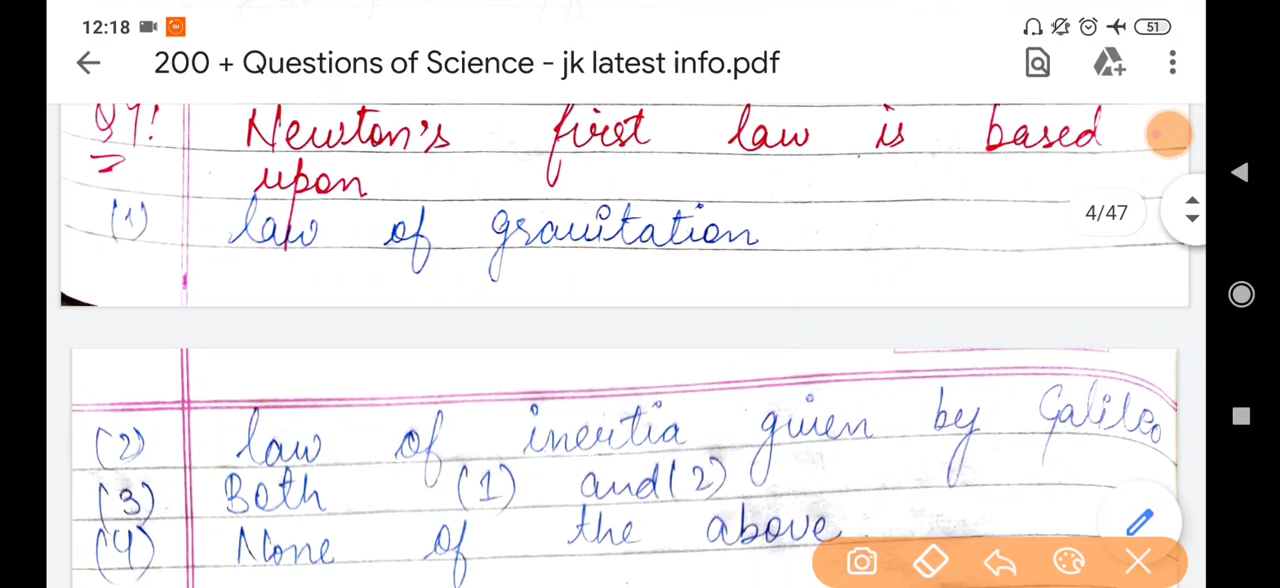 12:18
51
200 + Questions of Science - jk latest info.pdf
Newton's first law is based
upon
4/47
(1) law of gravitation
(2) law of inertia given by Galileo
(3) Both (1) and (2)
(4) None of the above